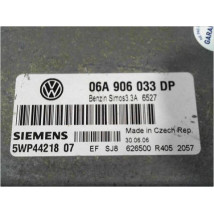 06A 906 033 DP
Benzin Simos3.3A 6527
SIEMENS
Made in Czech Rep.
30.06.06
5WP44218 07
EF SJ8 626500 R405 2057